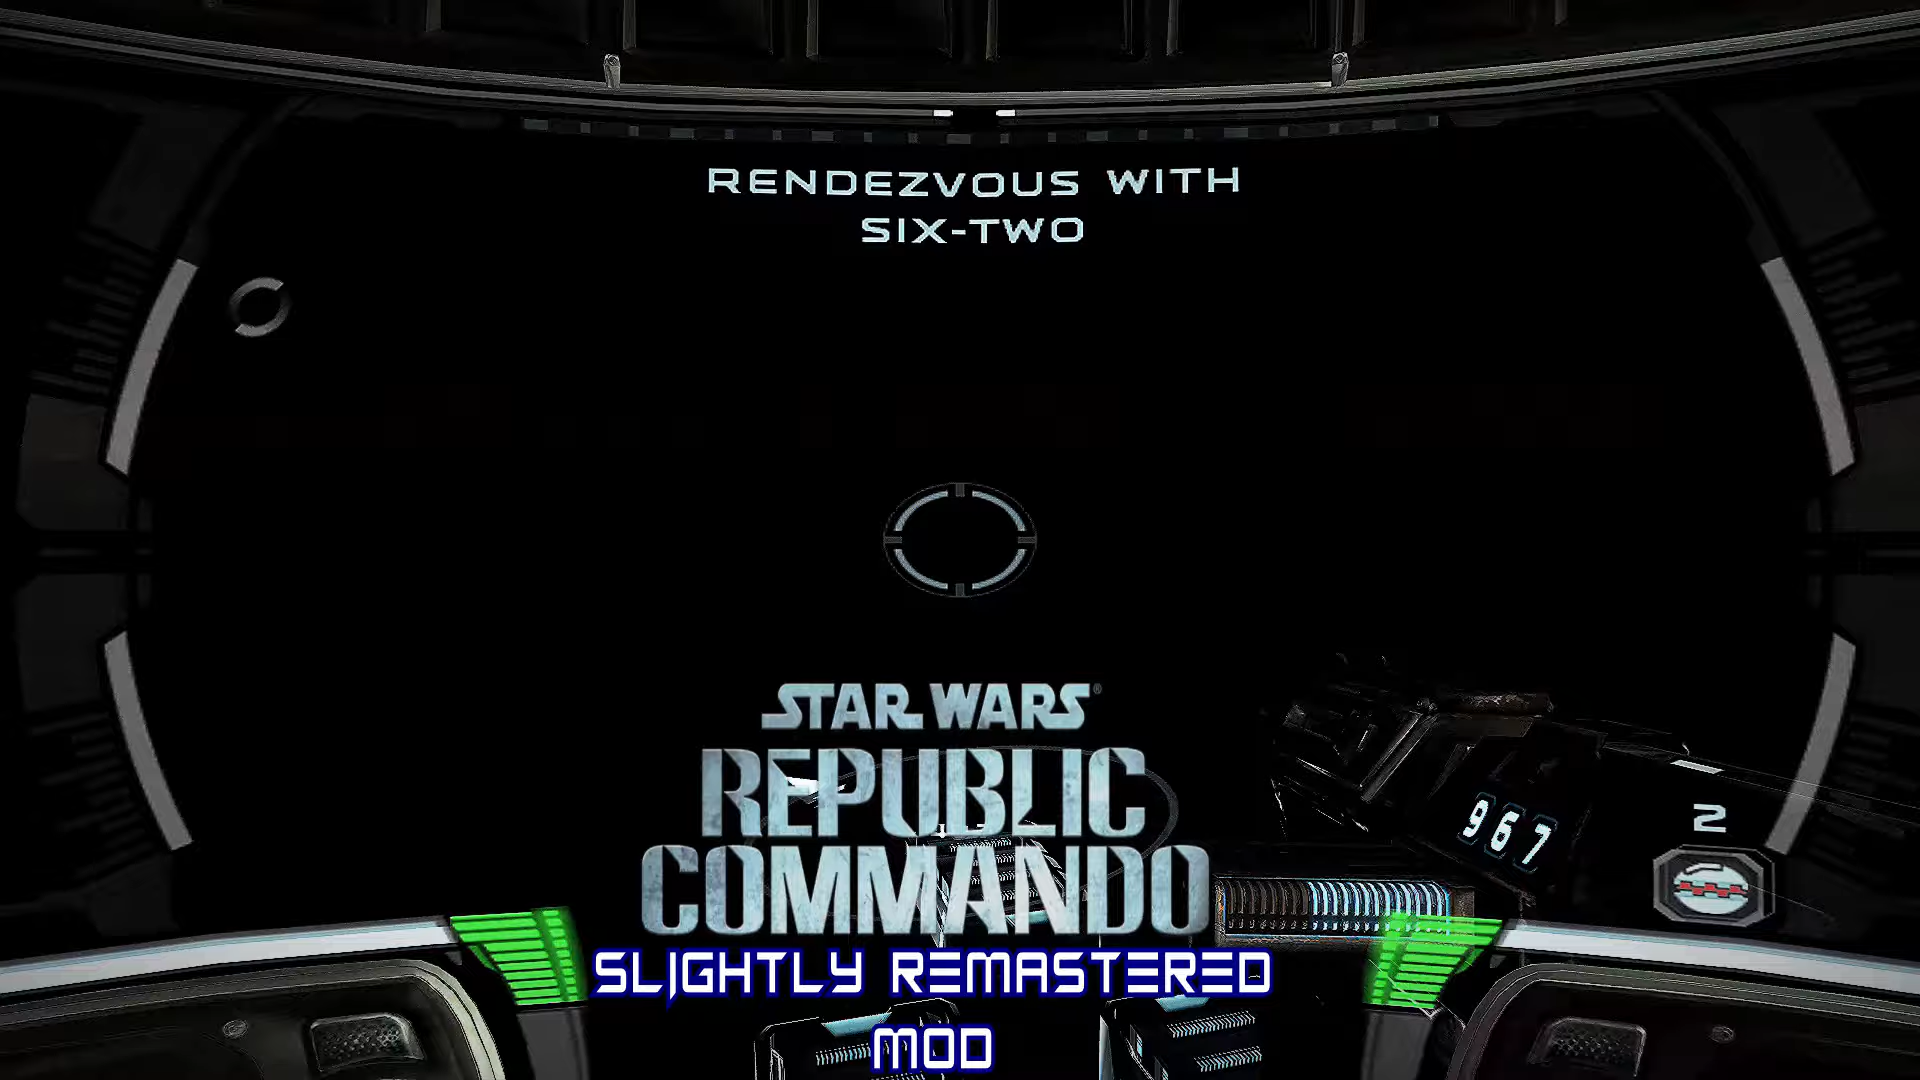 RENDEZVOUS WITH
SIX-TWO
STAR WARS®
REPUBLIC
COMMANDO
967
2
SLIGHTLY REMASTERED
MOD